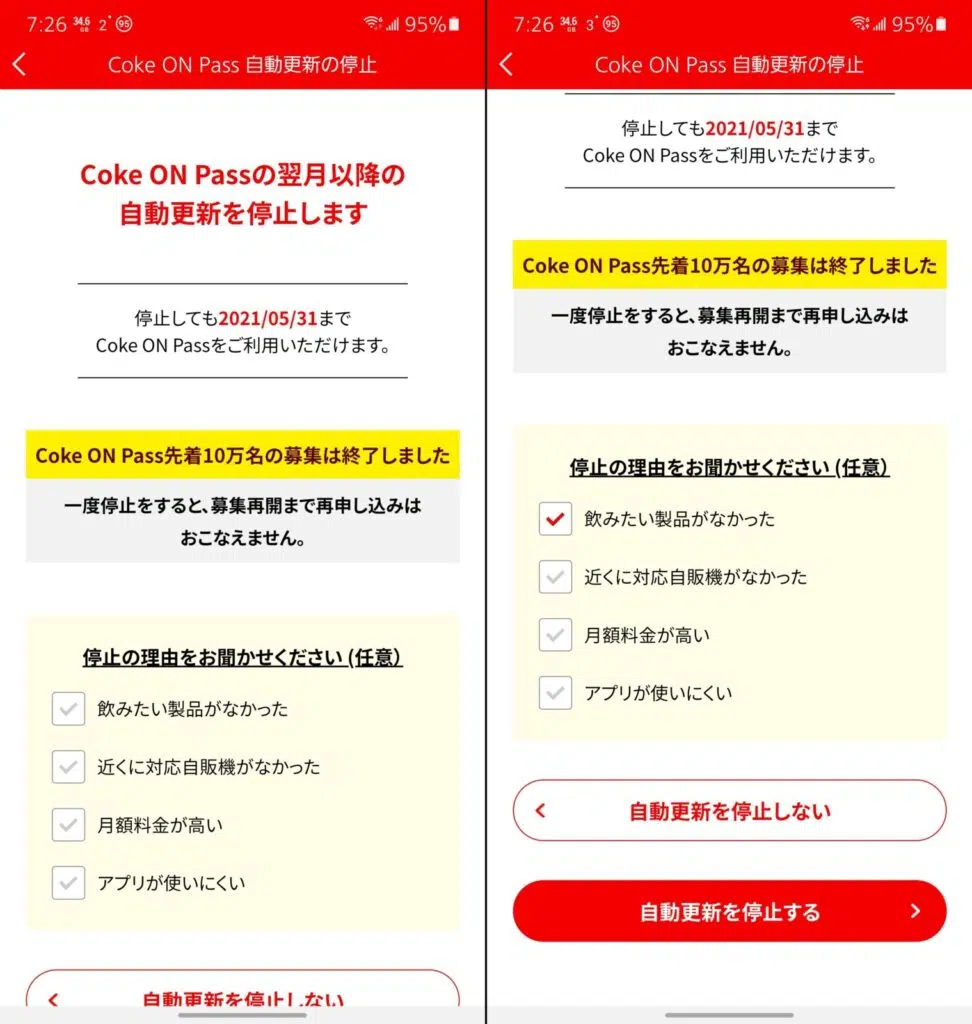 7:26 34.6 GB 2° 95 95%
Coke ON Pass 自動更新の停止
Coke ON Passの翌月以降の
自動更新を停止します
停止しても2021/05/31まで
Coke ON Passをご利用いただけます。
Coke ON Pass先着10万名の募集は終了しました
一度停止をすると、募集再開まで再申し込みは
おこなえません。
停止の理由をお聞かせください (任意)
飲みたい製品がなかった
近くに対応自販機がなかった
月額料金が高い
アプリが使いにくい
自動更新を停止しない
7:26 34.6 GB 3° 95 95%
Coke ON Pass 自動更新の停止
停止しても2021/05/31まで
Coke ON Passをご利用いただけます。
Coke ON Pass先着10万名の募集は終了しました
一度停止をすると、募集再開まで再申し込みは
おこなえません。
停止の理由をお聞かせください (任意)
飲みたい製品がなかった
近くに対応自販機がなかった
月額料金が高い
アプリが使いにくい
自動更新を停止しない
自動更新を停止する